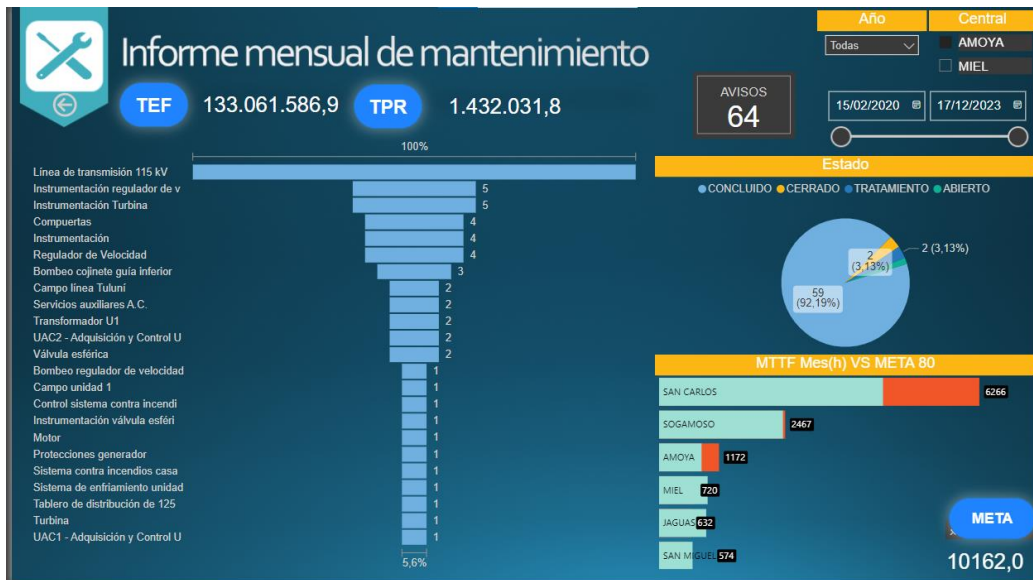 Año
Central
Informe mensual de mantenimiento
Todas
AMOYA
MIEL
TEF 133.061.586,9 TPR 1.432.031,8
AVISOS
64
15/02/2020
17/12/2023
100%
Línea de transmisión 115 kV
Instrumentación regulador de v 5
Instrumentación Turbina 5
Compuertas 4
Instrumentación 4
Regulador de Velocidad 4
Bombeo cojinete guía inferior 3
Campo línea Tuluní 2
Servicios auxiliares A.C. 2
Transformador U1 2
UAC2 - Adquisición y Control U 2
Válvula esférica 2
Bombeo regulador de velocidad 1
Campo unidad 1 1
Control sistema contra incendi 1
Instrumentación válvula esféri 1
Motor 1
Protecciones generador 1
Sistema contra incendios casa 1
Sistema de enfriamiento unidad 1
Tablero de distribución de 125 1
Turbina 1
UAC1 - Adquisición y Control U 1
5,6%
Estado
CONCLUIDO CERRADO TRATAMIENTO ABIERTO
2
(3,13%)
2 (3,13%)
59
(92,19%)
MTTF Mes(h) VS META 80
SAN CARLOS 6266
SOGAMOSO 2467
AMOYA 1172
MIEL 720
JAGUAS 632
SAN MIGUEL 574
META
10162,0